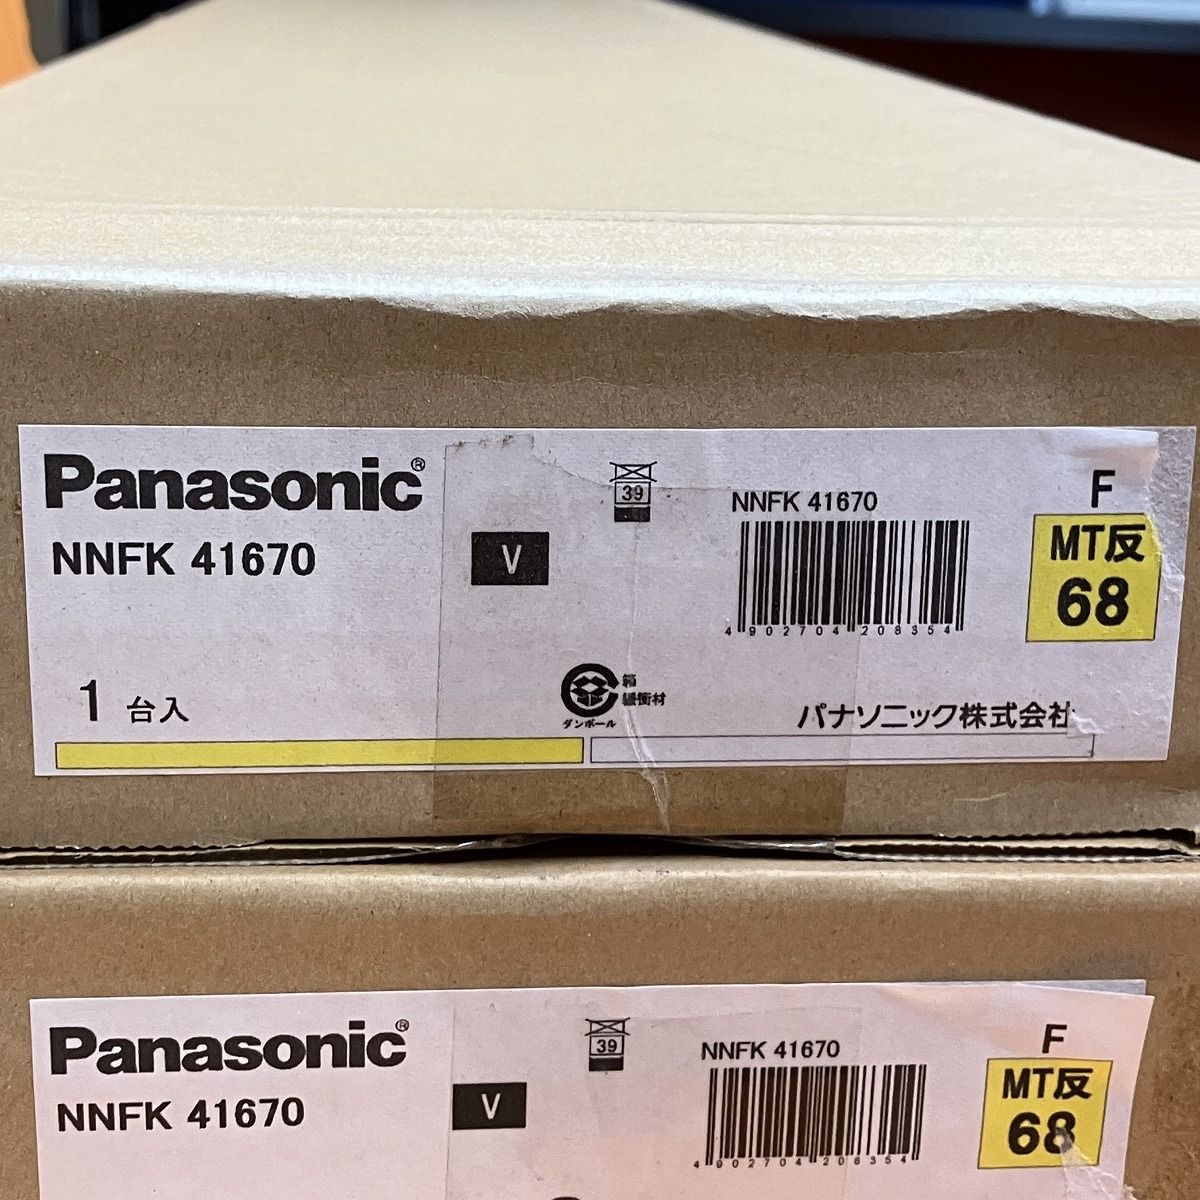 Panasonic®
NNFK 41670
V
39
NNFK 41670
4902704208354
F
MT反
68
1 台入
箱
緩衝材
ダンボール
パナソニック株式会社
Panasonic®
NNFK 41670
V
39
NNFK 41670
4902704208354
F
MT反
68